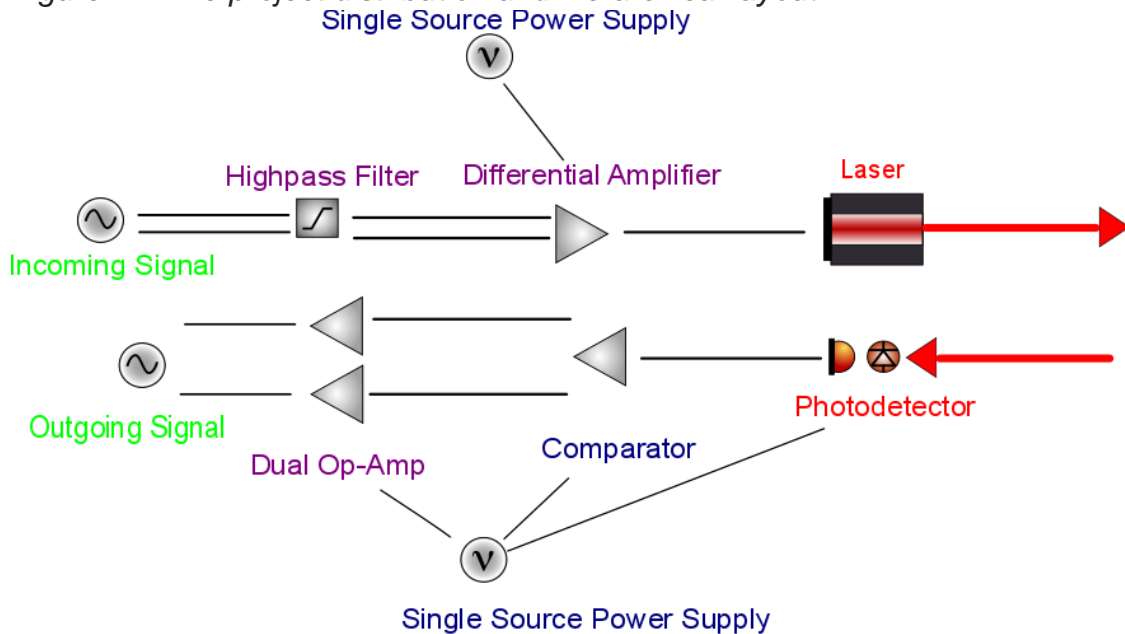 Single Source Power Supply
V
Highpass Filter
Differential Amplifier
Laser
Incoming Signal
Outgoing Signal
Photodetector
Comparator
Dual Op-Amp
V
Single Source Power Supply